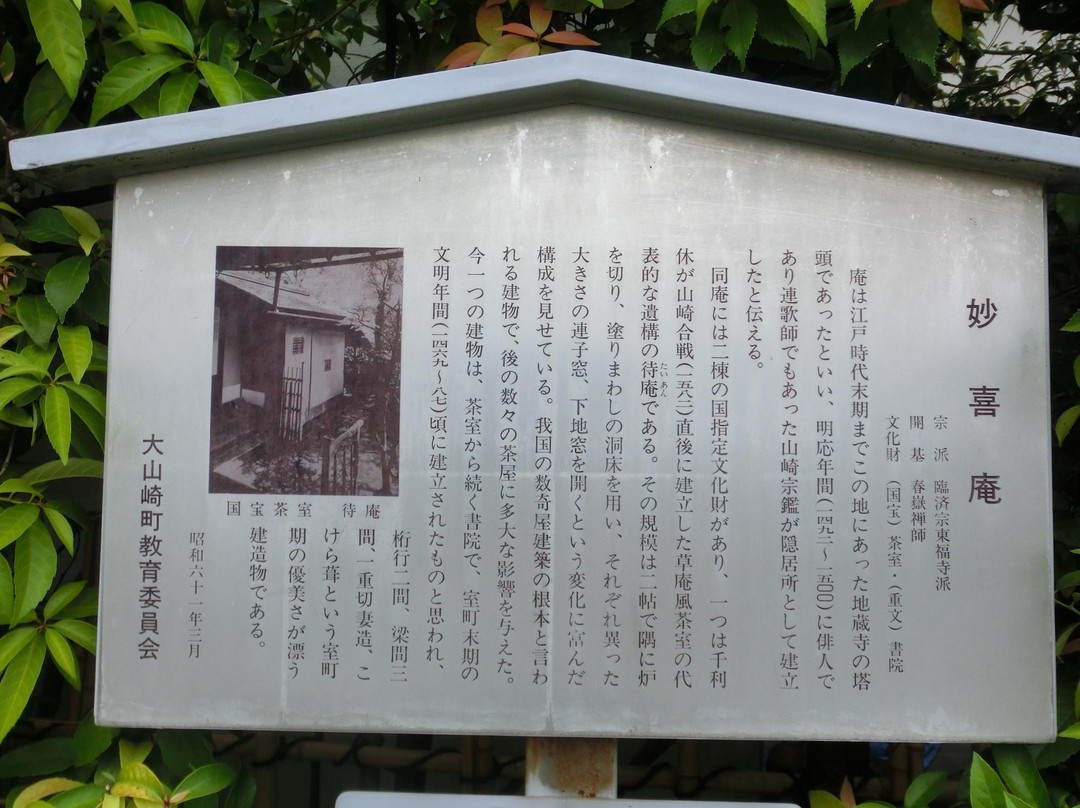 妙喜庵
宗派 臨済宗東福寺派
開基 春嶽禅師
文化財 (国宝)茶室・(重文)書院
庵は江戸時代末期までこの地にあった地蔵寺の塔
頭であったといい、明応年間(一四九二〜一五〇〇)に俳人で
あり連歌師でもあった山崎宗鑑が隠居所として建立
したと伝える。
同庵には二棟の国指定文化財があり、一つは千利
休が山崎合戦(一五八二)直後に建立した草庵風茶室の代
表的な遺構の待庵である。その規模は二帖で隅に炉
たいあん
を切り、塗りまわしの洞床を用い、それぞれ異った
大きさの連子窓、下地窓を開くという変化に富んだ
構成を見せている。我国の数奇屋建築の根本と言わ
れる建物で、後の数々の茶屋に多大な影響を与えた。
今一つの建物は、茶室から続く書院で、室町末期の
文明年間(一四六九〜八七)頃に建立されたものと思われ、
桁行二間、梁間三
間、一重切妻造、こ
けら葺という室町
期の優美さが漂う
建造物である。
国宝茶室 待庵
昭和六十一年三月
大山崎町教育委員会